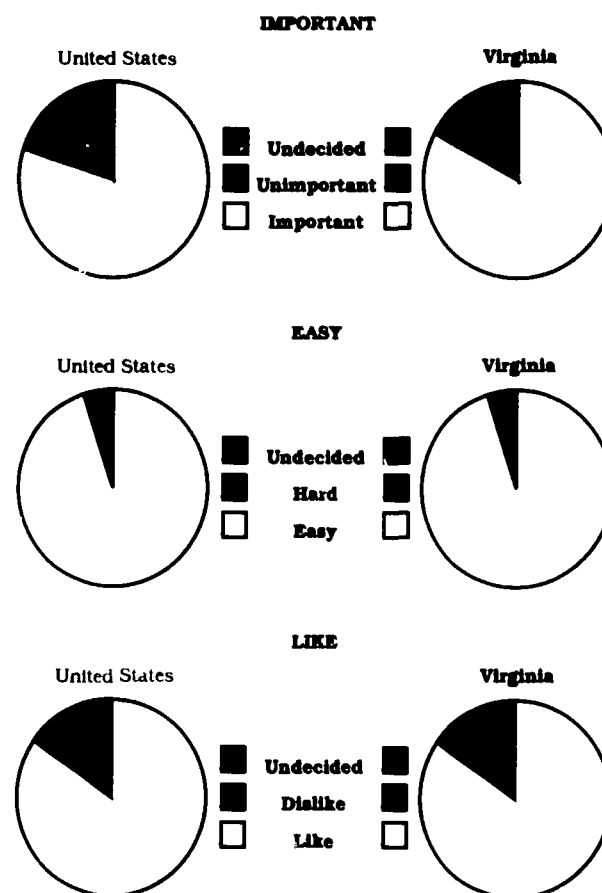 IMPORTANT
United States Virginia
Undecided
Unimportant
Important
EASY
United States Virginia
Undecided
Hard
Easy
LIKE
United States Virginia
Undecided
Dislike
Like